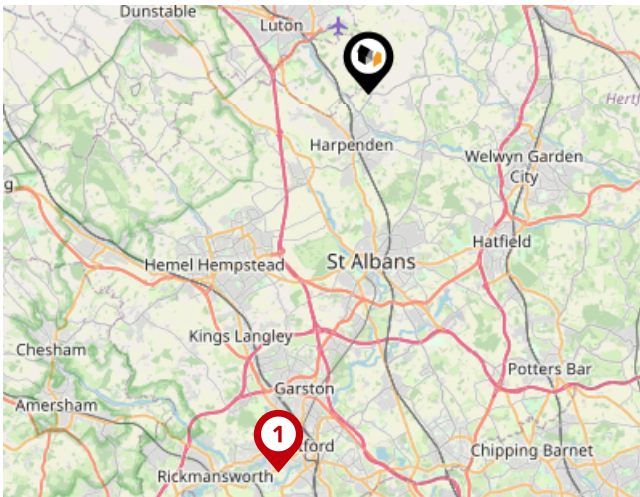 Dunstable
Luton
Hertf
Harpenden
Welwyn Garden
City
g
Hatfield
St Albans
Hemel Hempstead
Kings Langley
Chesham
Potters Bar
Garston
Amersham
1
tford
Chipping Barnet
Rickmansworth